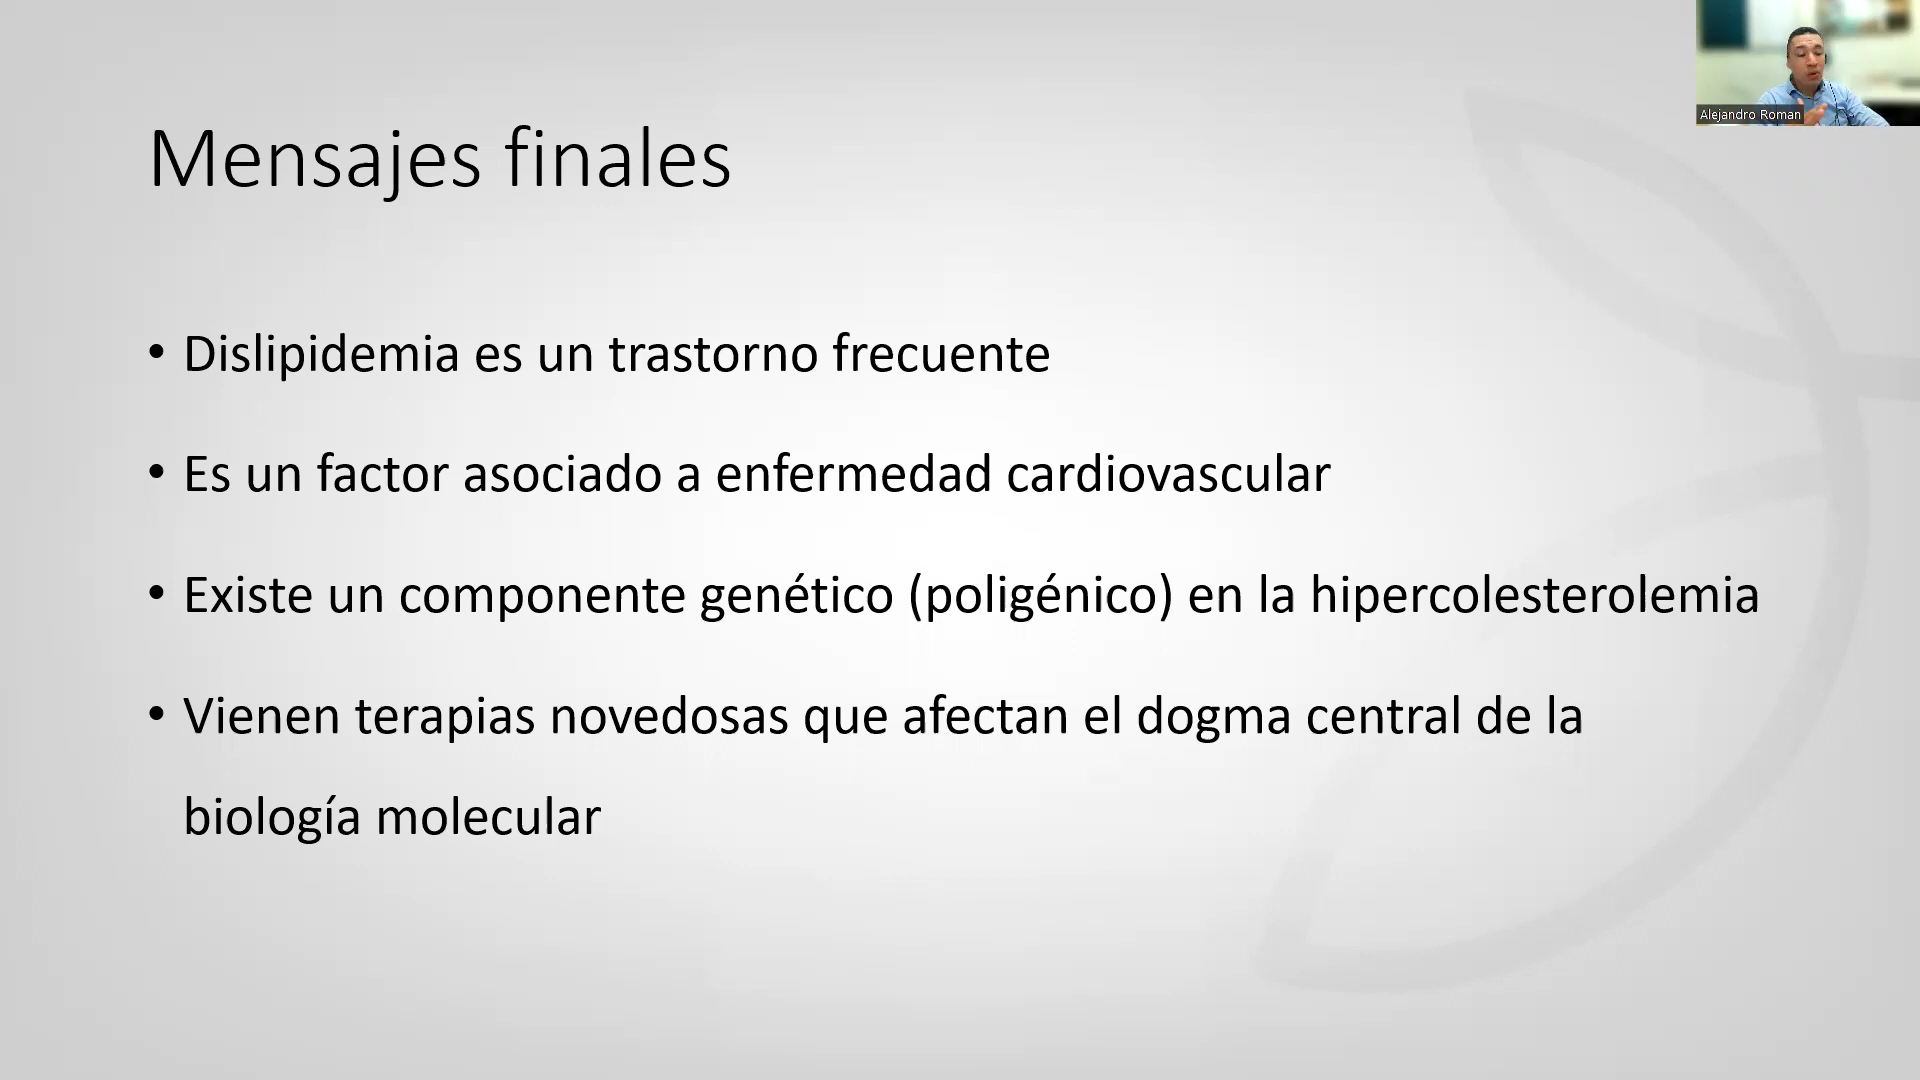 Alejandro Roman
Mensajes finales
• Dislipidemia es un trastorno frecuente
• Es un factor asociado a enfermedad cardiovascular
• Existe un componente genético (poligénico) en la hipercolesterolemia
• Vienen terapias novedosas que afectan el dogma central de la
biología molecular